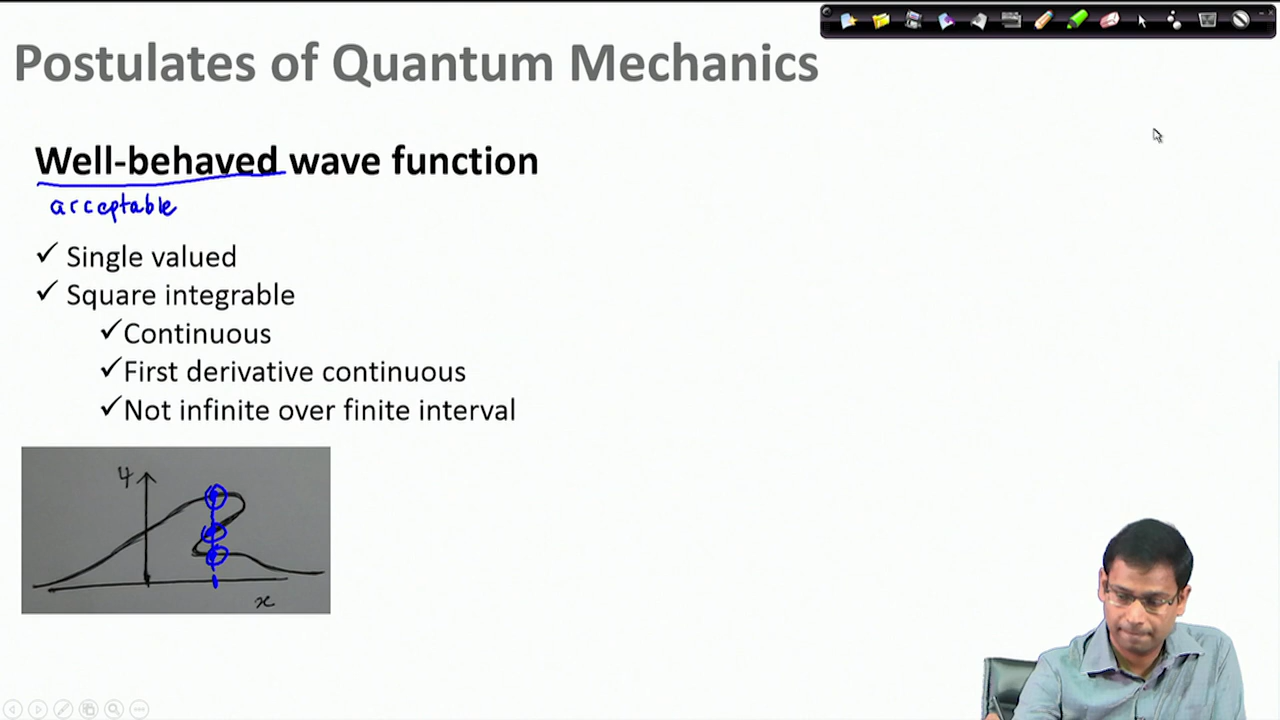 Postulates of Quantum Mechanics
Well-behaved wave function
acceptable
✓ Single valued
✓ Square integrable
✓Continuous
✓First derivative continuous
✓Not infinite over finite interval
ψ
x